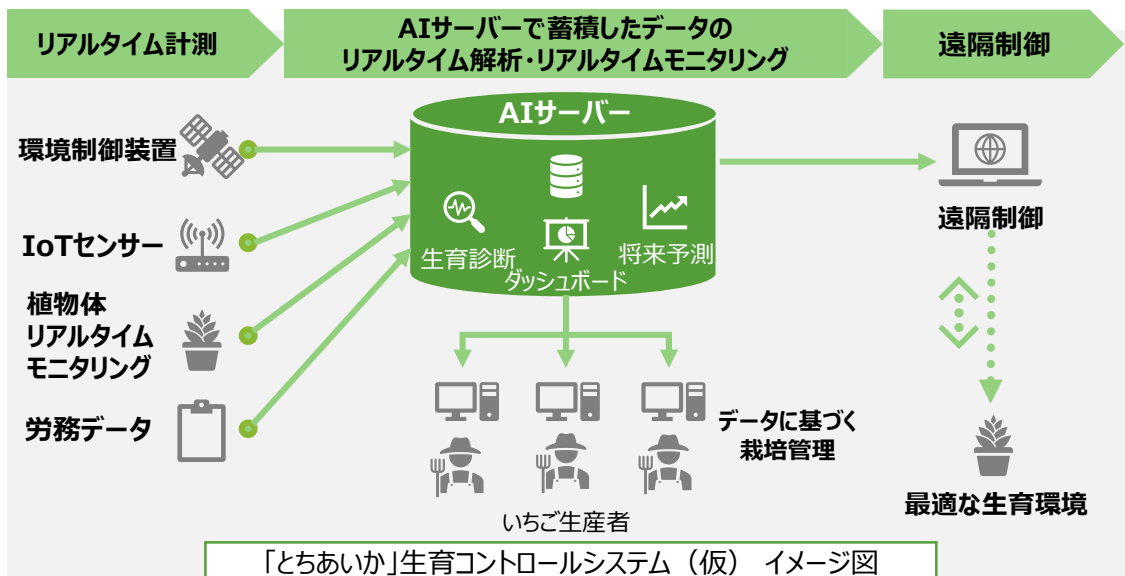 リアルタイム計測
AIサーバーで蓄積したデータの
リアルタイム解析・リアルタイムモニタリング
遠隔制御
環境制御装置
IoTセンサー
植物体
リアルタイム
モニタリング
労務データ
AIサーバー
生育診断
ダッシュボード
将来予測
データに基づく
栽培管理
いちご生産者
遠隔制御
最適な生育環境
「とちあいか」生育コントロールシステム（仮） イメージ図